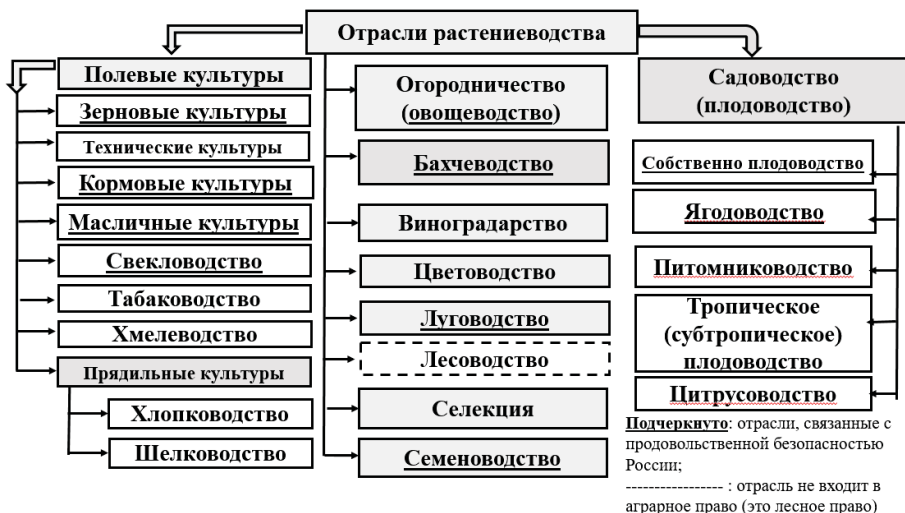 Отрасли растениеводства
Полевые культуры
Зерновые культуры
Технические культуры
Кормовые культуры
Масличные культуры
Свекловодство
Табаководство
Хмелеводство
Прядильные культуры
Хлопководство
Шелководство
Огородничество
(овощеводство)
Бахчеводство
Виноградарство
Цветоводство
Луговодство
Лесоводство
Селекция
Семеноводство
Садоводство
(плодоводство)
Собственно плодоводство
Ягодоводство
Питомниководство
Тропическое
(субтропическое)
плодоводство
Цитрусоводство
Подчеркнуто: отрасли, связанные с
продовольственной безопасностью
России;
----------------- : отрасль не входит в
аграрное право (это лесное право)